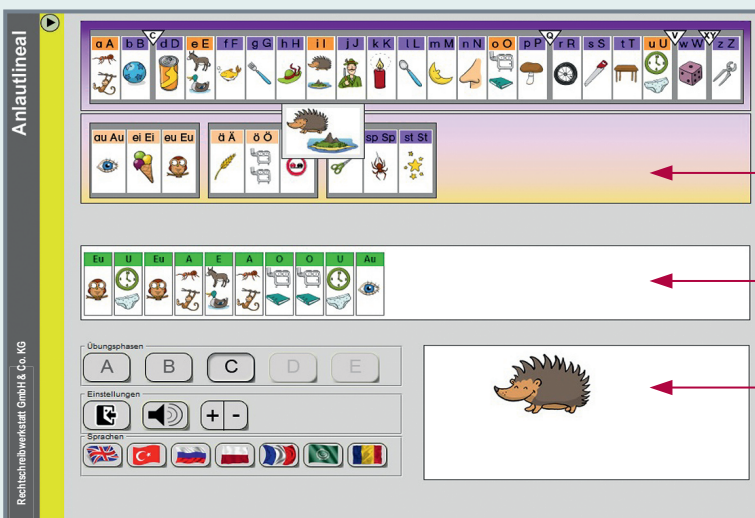 Anlautlineal
Rechtschreibwerkstatt GmbH & Co. KG
C Q V XY
a A b B d D e E f F g G h H i I j J k K l L m M n N o O p P r R s S t T u U w W z Z
au Au ei Ei eu Eu ä Ä ö Ö sp Sp st St
Eu U Eu A E A O O U Au
Übungsphasen
A B C D E
Einstellungen
+ -
Sprachen